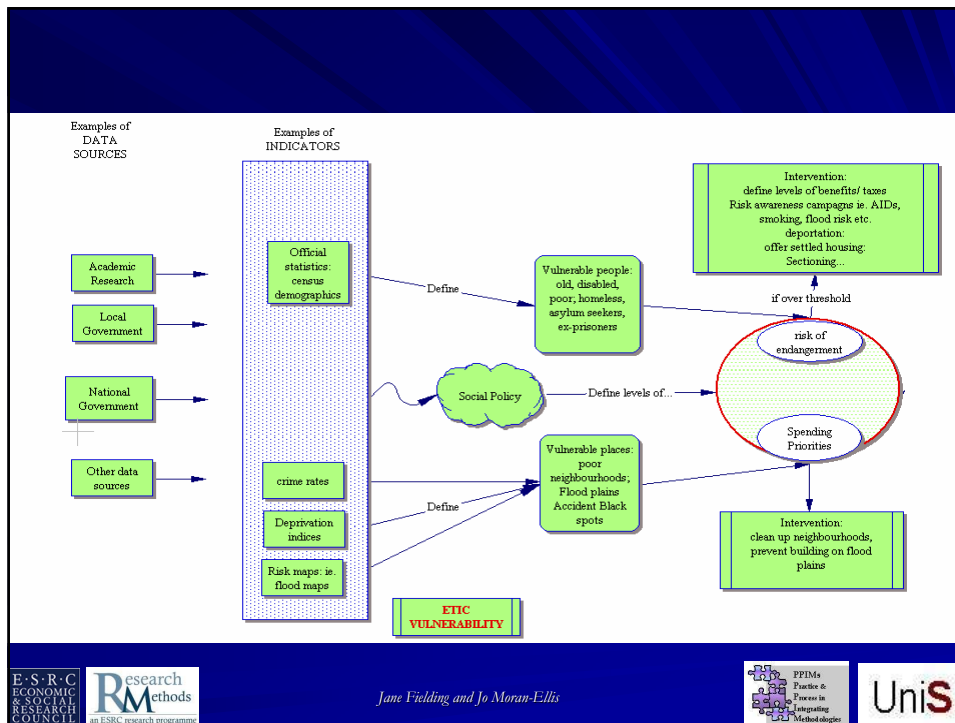 Examples of
DATA
SOURCES
Examples of
INDICATORS
Academic
Research
Local
Government
National
Government
Other data
sources
Official
statistics:
census
demographics
crime rates
Deprivation
indices
Risk maps: ie.
flood maps
Define
Define
Vulnerable people:
old, disabled,
poor; homeless,
asylum seekers,
ex-prisoners
Social Policy
Define levels of...
Vulnerable places:
poor
neighbourhoods;
Flood plains
Accident Black
spots
Intervention:
define levels of benefits/ taxes
Risk awareness campagns ie. AIDs,
smoking, flood risk etc.
deportation:
offer settled housing:
Sectioning...
if over threshold
risk of
endangerment
Spending
Priorities
Intervention:
clean up neighbourhoods,
prevent building on flood
plains
ETIC
VULNERABILITY
E·S·R·C
ECONOMIC
& SOCIAL
RESEARCH
COUNCIL
Research
Methods
an ESRC research programme
Jane Fielding and Jo Moran-Ellis
PPIMs
Practice &
Process in
Integrating
Methodologies
UniS